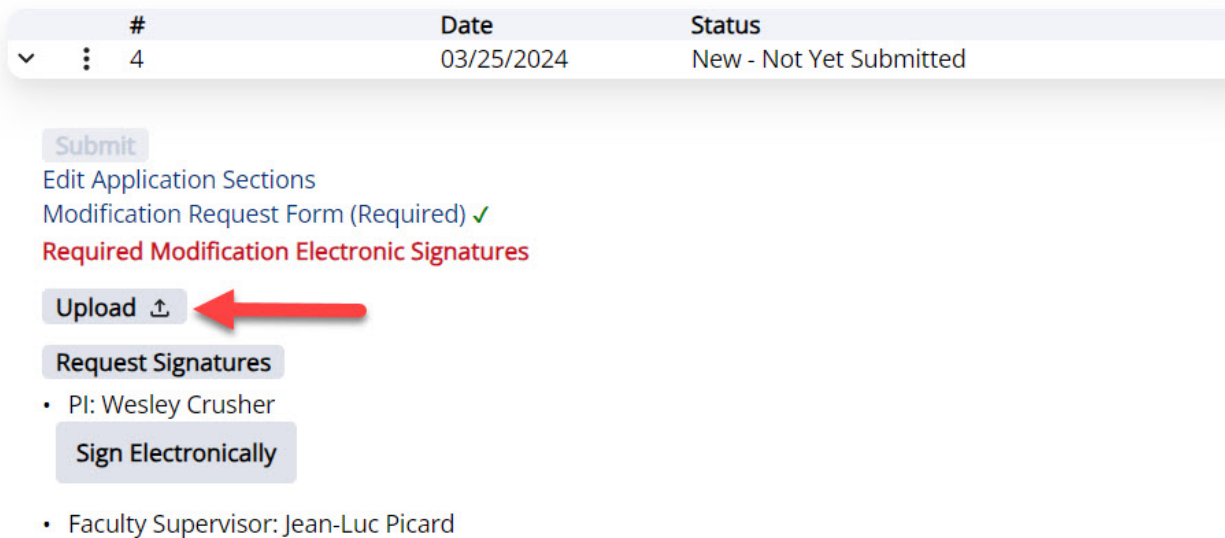 # Date Status
4 03/25/2024 New - Not Yet Submitted
Submit
Edit Application Sections
Modification Request Form (Required) ✓
Required Modification Electronic Signatures
Upload
Request Signatures
• PI: Wesley Crusher
Sign Electronically
• Faculty Supervisor: Jean-Luc Picard